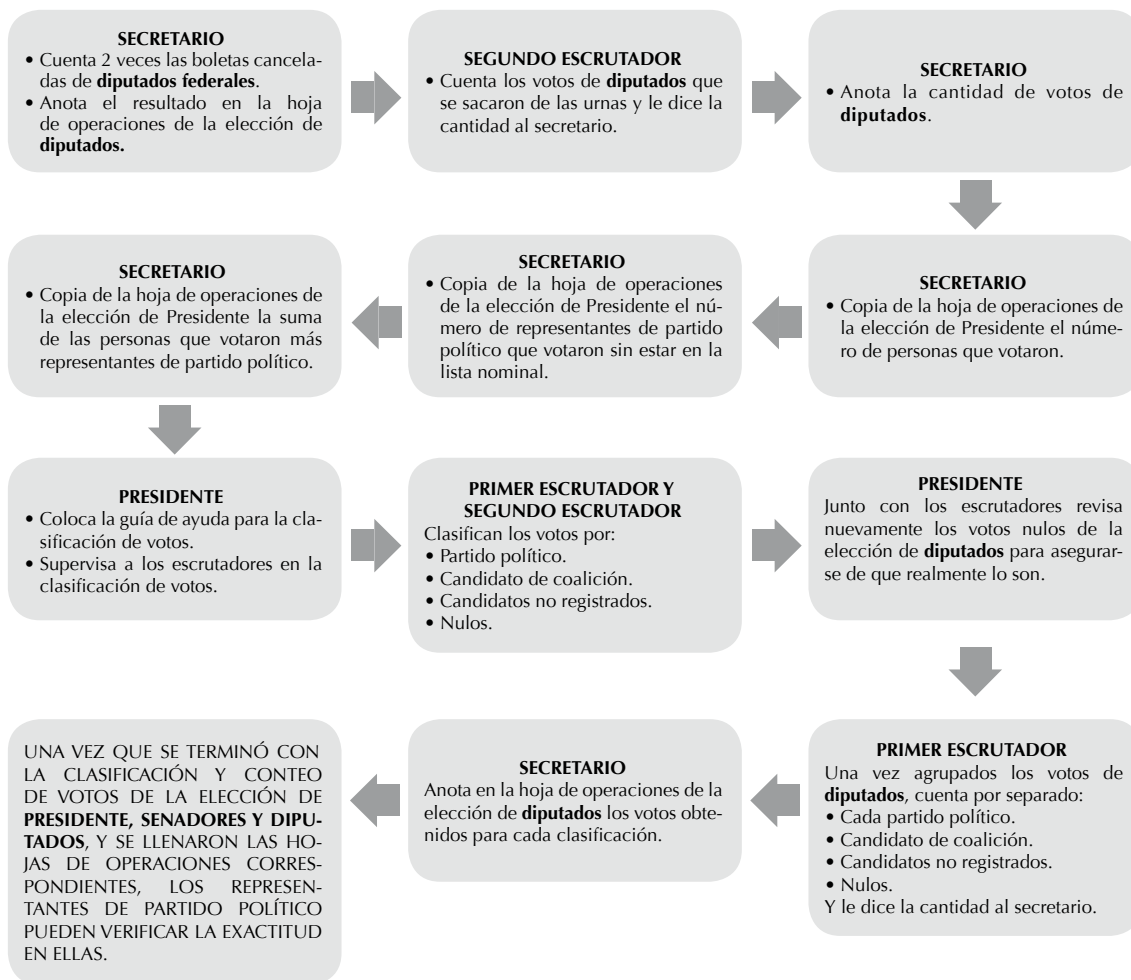 SECRETARIO
• Cuenta 2 veces las boletas cancela-
das de diputados federales.
• Anota el resultado en la hoja
de operaciones de la elección de
diputados.
SEGUNDO ESCRUTADOR
• Cuenta los votos de diputados que
se sacaron de las urnas y le dice la
cantidad al secretario.
SECRETARIO
• Anota la cantidad de votos de
diputados.
SECRETARIO
• Copia de la hoja de operaciones de
la elección de Presidente el núme-
ro de personas que votaron.
SECRETARIO
• Copia de la hoja de operaciones
de la elección de Presidente el nú-
mero de representantes de partido
político que votaron sin estar en la
lista nominal.
SECRETARIO
• Copia de la hoja de operaciones de
la elección de Presidente la suma
de las personas que votaron más
representantes de partido político.
PRESIDENTE
• Coloca la guía de ayuda para la cla-
sificación de votos.
• Supervisa a los escrutadores en la
clasificación de votos.
PRIMER ESCRUTADOR Y
SEGUNDO ESCRUTADOR
Clasifican los votos por:
• Partido político.
• Candidato de coalición.
• Candidatos no registrados.
• Nulos.
PRESIDENTE
Junto con los escrutadores revisa
nuevamente los votos nulos de la
elección de diputados para asegurar-
se de que realmente lo son.
PRIMER ESCRUTADOR
Una vez agrupados los votos de
diputados, cuenta por separado:
• Cada partido político.
• Candidato de coalición.
• Candidatos no registrados.
• Nulos.
Y le dice la cantidad al secretario.
SECRETARIO
Anota en la hoja de operaciones de la
elección de diputados los votos obte-
nidos para cada clasificación.
UNA VEZ QUE SE TERMINÓ CON
LA CLASIFICACIÓN Y CONTEO
DE VOTOS DE LA ELECCIÓN DE
PRESIDENTE, SENADORES Y DIPU-
TADOS, Y SE LLENARON LAS HO-
JAS DE OPERACIONES CORRES-
PONDIENTES, LOS REPRESEN-
TANTES DE PARTIDO POLÍTICO
PUEDEN VERIFICAR LA EXACTITUD
EN ELLAS.